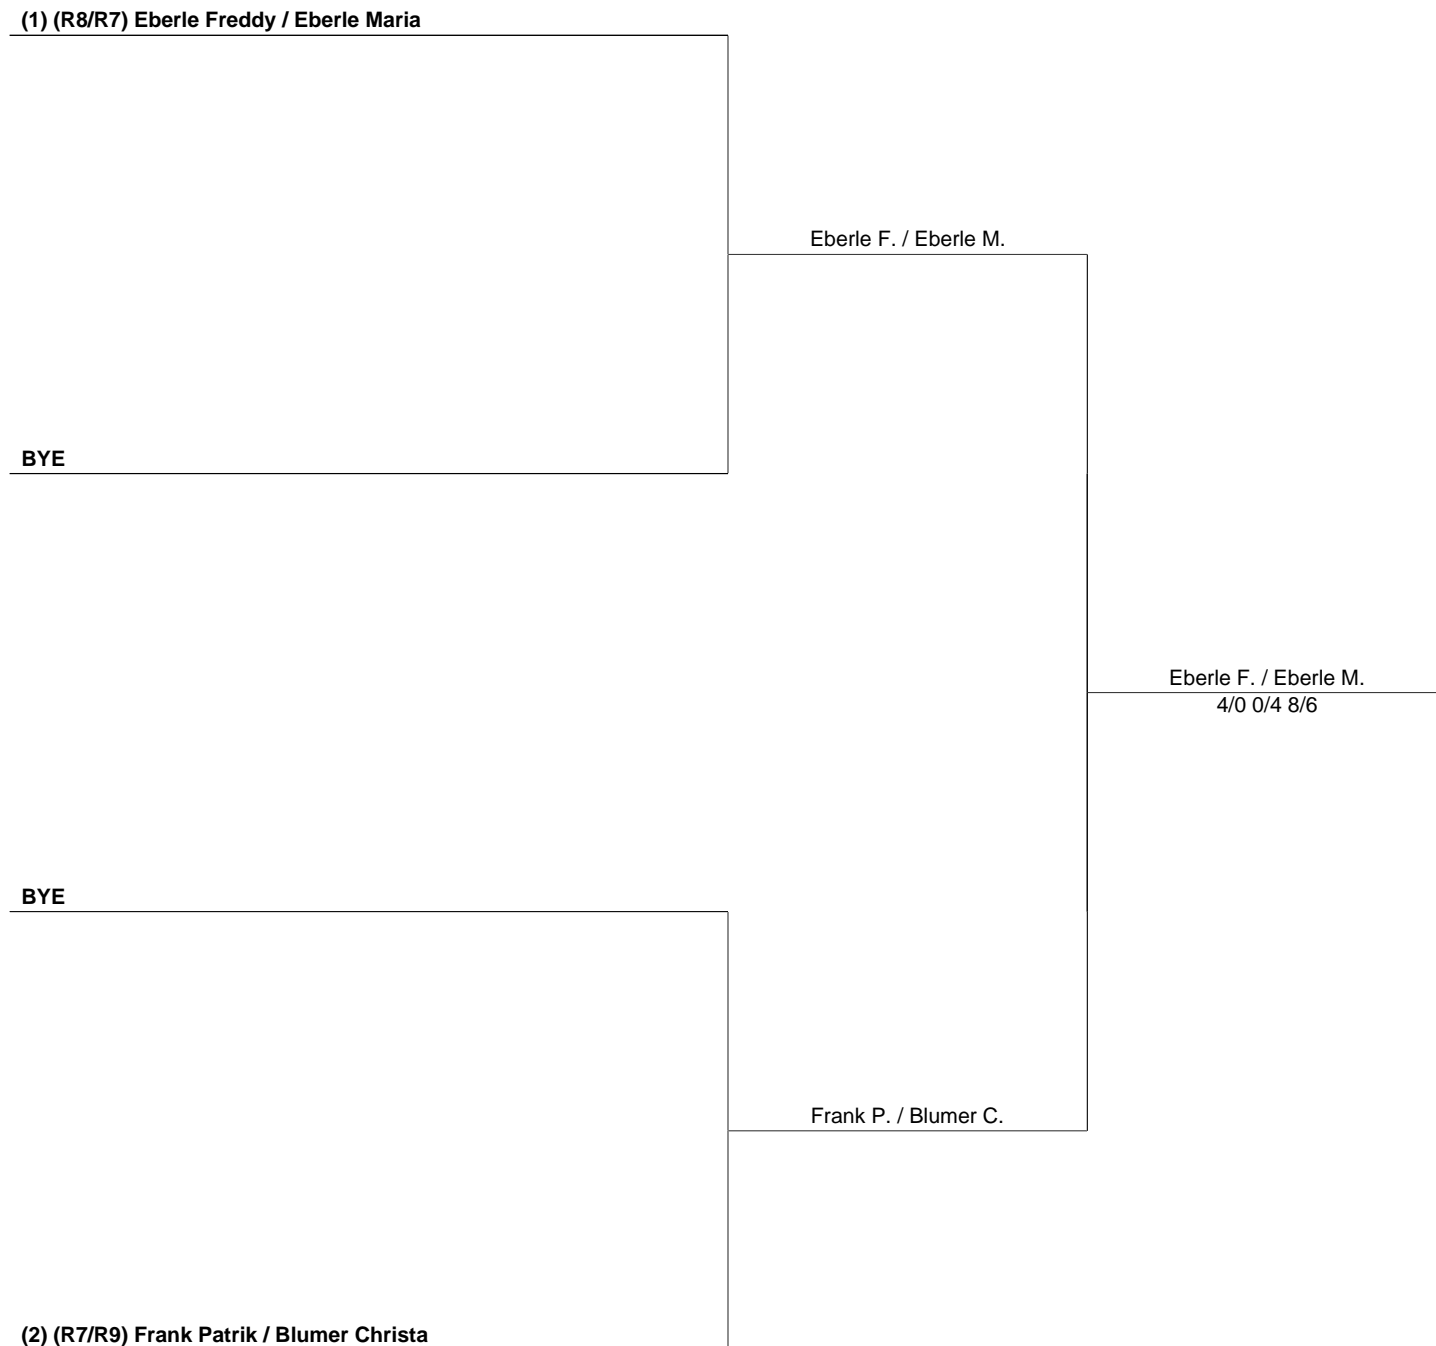 (1) (R8/R7) Eberle Freddy / Eberle Maria
Eberle F. / Eberle M.
BYE
Eberle F. / Eberle M.
4/0 0/4 8/6
BYE
Frank P. / Blumer C.
(2) (R7/R9) Frank Patrik / Blumer Christa